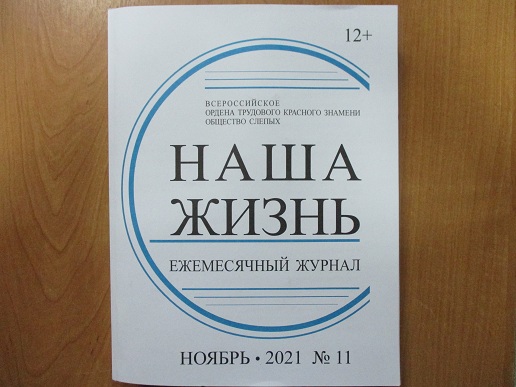 12+
ВСЕРОССИЙСКОЕ
ОРДЕНА ТРУДОВОГО КРАСНОГО ЗНАМЕНИ
ОБЩЕСТВО СЛЕПЫХ
НАША
ЖИЗНЬ
ЕЖЕМЕСЯЧНЫЙ ЖУРНАЛ
НОЯБРЬ • 2021 № 11